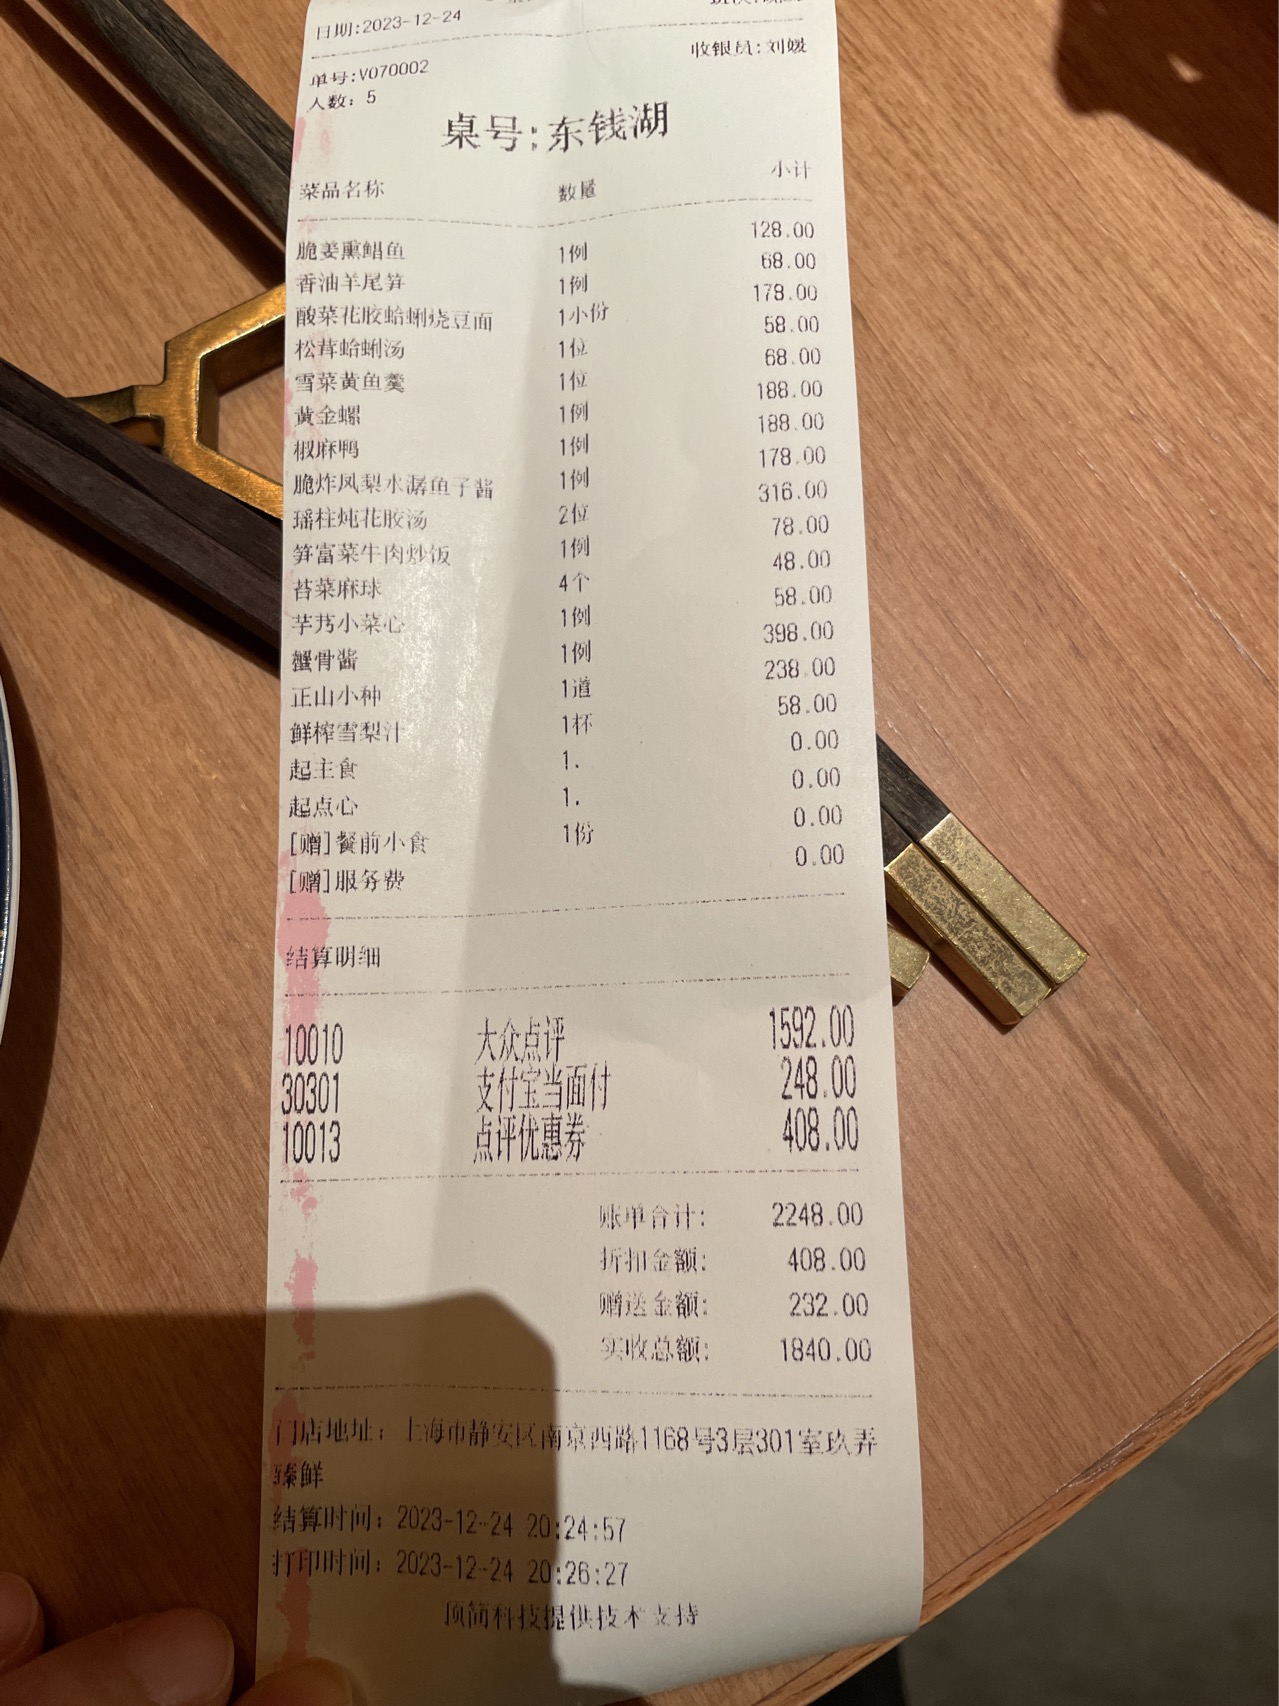 日期:2023-12-24
单号:V070002 收银员:刘媛
人数: 5
桌号:东钱湖
菜品名称 数量 小计
脆姜熏鲳鱼 1例 128.00
香油羊尾笋 1例 68.00
酸菜花胶蛤蜊烧豆面 1小份 178.00
松茸蛤蜊汤 1位 58.00
雪菜黄鱼羹 1位 68.00
黄金螺 1例 188.00
椒麻鸭 1例 188.00
脆炸凤梨水潺鱼子酱 1例 178.00
瑶柱炖花胶汤 2位 316.00
笋富菜牛肉炒饭 1例 78.00
苔菜麻球 4个 48.00
芋艿小菜心 1例 58.00
蟹骨酱 1例 398.00
正山小种 1道 238.00
鲜榨雪梨汁 1杯 58.00
起主食 1. 0.00
起点心 1. 0.00
[赠]餐前小食 1份 0.00
[赠]服务费 0.00
结算明细
10010 大众点评 1592.00
30301 支付宝当面付 248.00
10013 点评优惠券 408.00
账单合计: 2248.00
折扣金额: 408.00
赠送金额: 232.00
实收总额: 1840.00
门店地址: 上海市静安区南京西路1168号3层301室玖弄
臻鲜
结算时间: 2023-12-24 20:24:57
打印时间: 2023-12-24 20:26:27
顶简科技提供技术支持